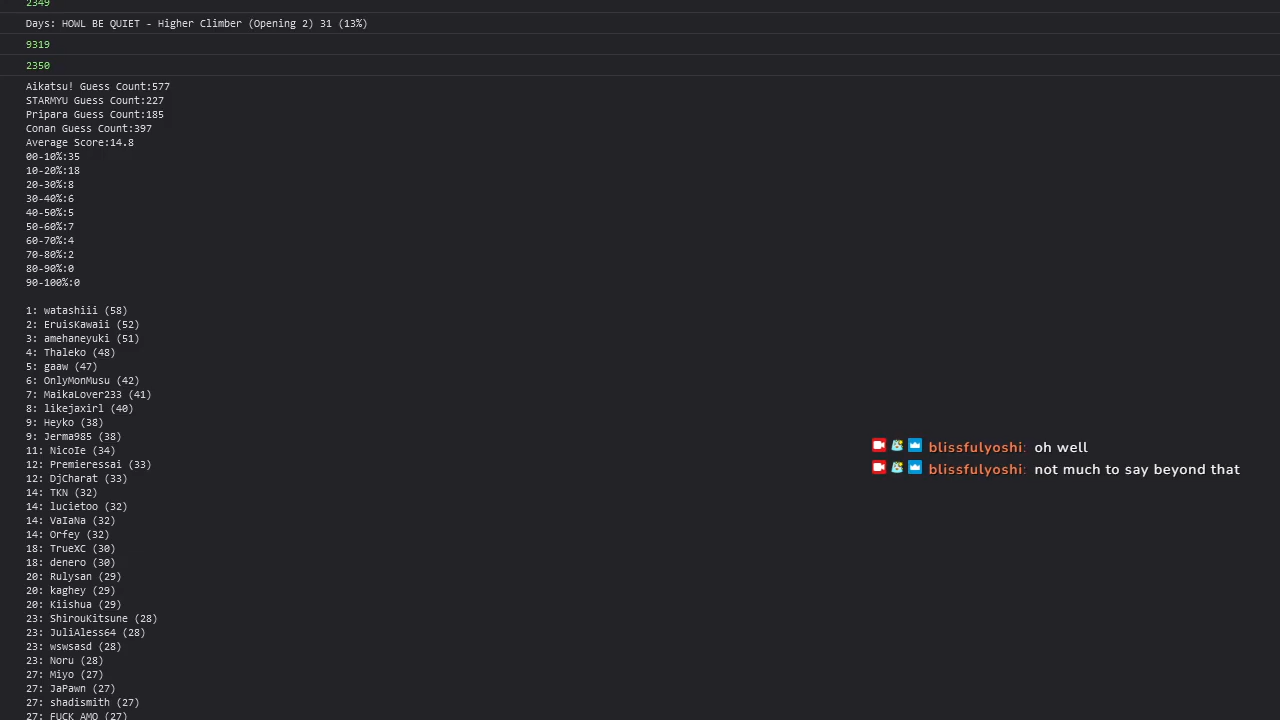 2349
Days: HOWL BE QUIET - Higher Climber (Opening 2) 31 (13%)
9319
2350
Aikatsu! Guess Count:577
STARMYU Guess Count:227
Pripara Guess Count:185
Conan Guess Count:397
Average Score:14.8
00-10%:35
10-20%:18
20-30%:8
30-40%:6
40-50%:5
50-60%:7
60-70%:4
70-80%:2
80-90%:0
90-100%:0
1: watashiii (58)
2: EruisKawaii (52)
3: amehaneyuki (51)
4: Thaleko (48)
5: gaaw (47)
6: OnlyMonMusu (42)
7: MaikaLover233 (41)
8: likejaxirl (40)
9: Heyko (38)
9: Jerma985 (38)
11: NicoIe (34)
12: Premieressai (33)
12: DjCharat (33)
14: TKN (32)
14: lucietoo (32)
14: VaIaNa (32)
14: Orfey (32)
18: TrueXC (30)
18: denero (30)
20: Rulysan (29)
20: kaghey (29)
20: Kiishua (29)
23: ShirouKitsune (28)
23: JuliAless64 (28)
23: wswsasd (28)
23: Noru (28)
27: Miyo (27)
27: JaPawn (27)
27: shadismith (27)
27: FUCK AMQ (27)
blissfulyoshi: oh well
blissfulyoshi: not much to say beyond that